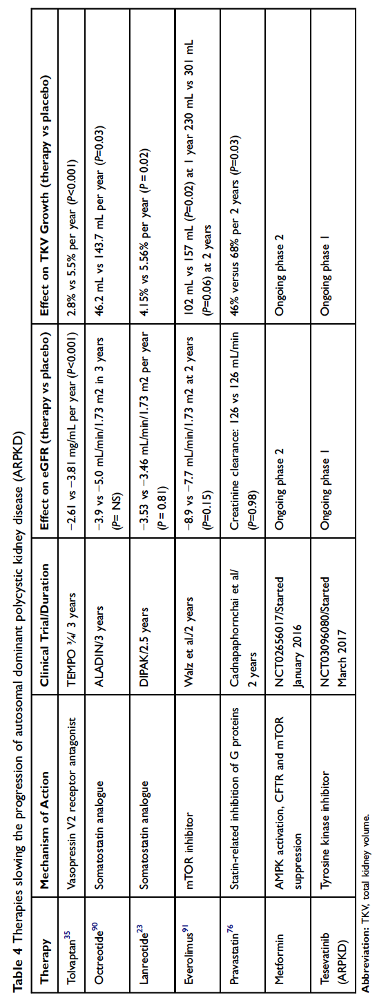 Table 4 Therapies slowing the progression of autosomal dominant polycystic kidney disease (ARPKD)
Therapy Mechanism of Action Clinical Trial/Duration Effect on eGFR (therapy vs placebo) Effect on TKV Growth (therapy vs placebo)
Tolvaptan35 Vasopressin V2 receptor antagonist TEMPO ¾/ 3 years −2.61 vs −3.81 mg/mL per year (P<0.001) 2.8% vs 5.5% per year (P<0.001)
Octreotide90 Somatostatin analogue ALADIN/3 years −3.9 vs −5.0 mL/min/1.73 m2 in 3 years
(P= NS)
46.2 mL vs 143.7 mL per year (P=0.03)
Lanreotide23 Somatostatin analogue DIPAK/2.5 years −3.53 vs −3.46 mL/min/1.73 m2 per year
(P = 0.81)
4.15% vs 5.56% per year (P = 0.02)
Everolimus91 mTOR inhibitor Walz et al./2 years −8.9 vs −7.7 mL/min/1.73 m2 at 2 years
(P=0.15)
102 mL vs 157 mL (P=0.02) at 1 year 230 mL vs 301 mL
(P=0.06) at 2 years
Pravastatin76 Statin-related inhibition of G proteins Cadnapaphornchai et al/
2 years
Creatinine clearance: 126 vs 126 mL/min
(P=0.98)
46% versus 68% per 2 years (P=0.03)
Metformin AMPK activation, CFTR and mTOR
suppression
NCT02656017/Started
January 2016
Ongoing phase 2 Ongoing phase 2
Tesevatinib
(ARPKD)
Tyrosine kinase inhibitor NCT03096080/Started
March 2017
Ongoing phase 1 Ongoing phase 1
Abbreviation: TKV, total kidney volume.